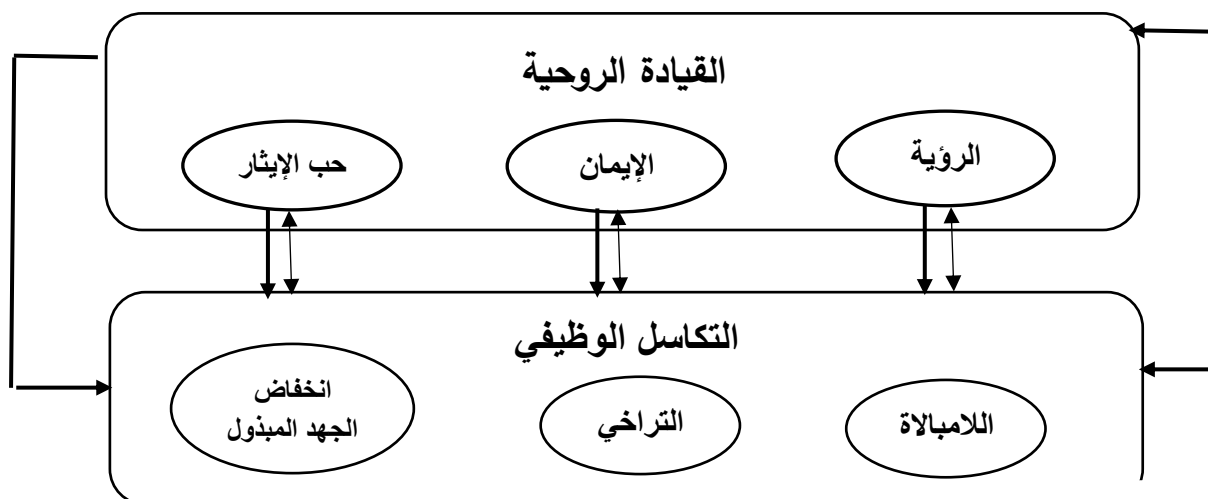 القيادة الروحية
الرؤية
الإيمان
حب الإيثار
التكاسل الوظيفي
اللامبالاة
التراخي
انخفاض
الجهد المبذول